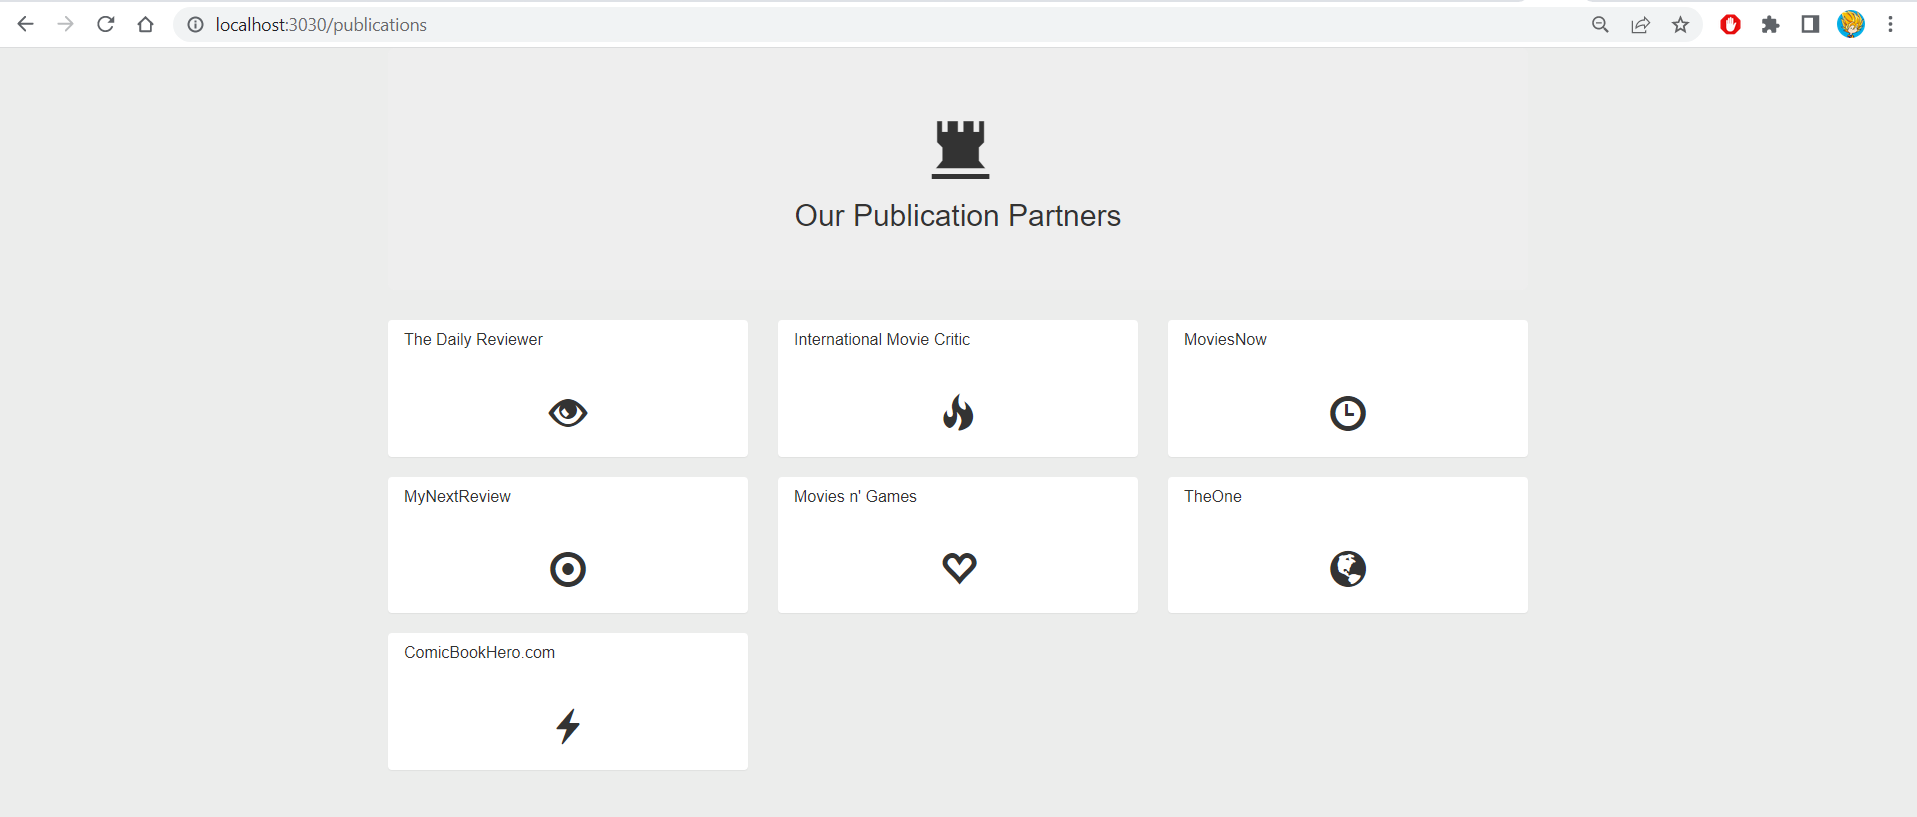 localhost:3030/publications
Our Publication Partners
The Daily Reviewer
International Movie Critic
MoviesNow
MyNextReview
Movies n' Games
TheOne
ComicBookHero.com